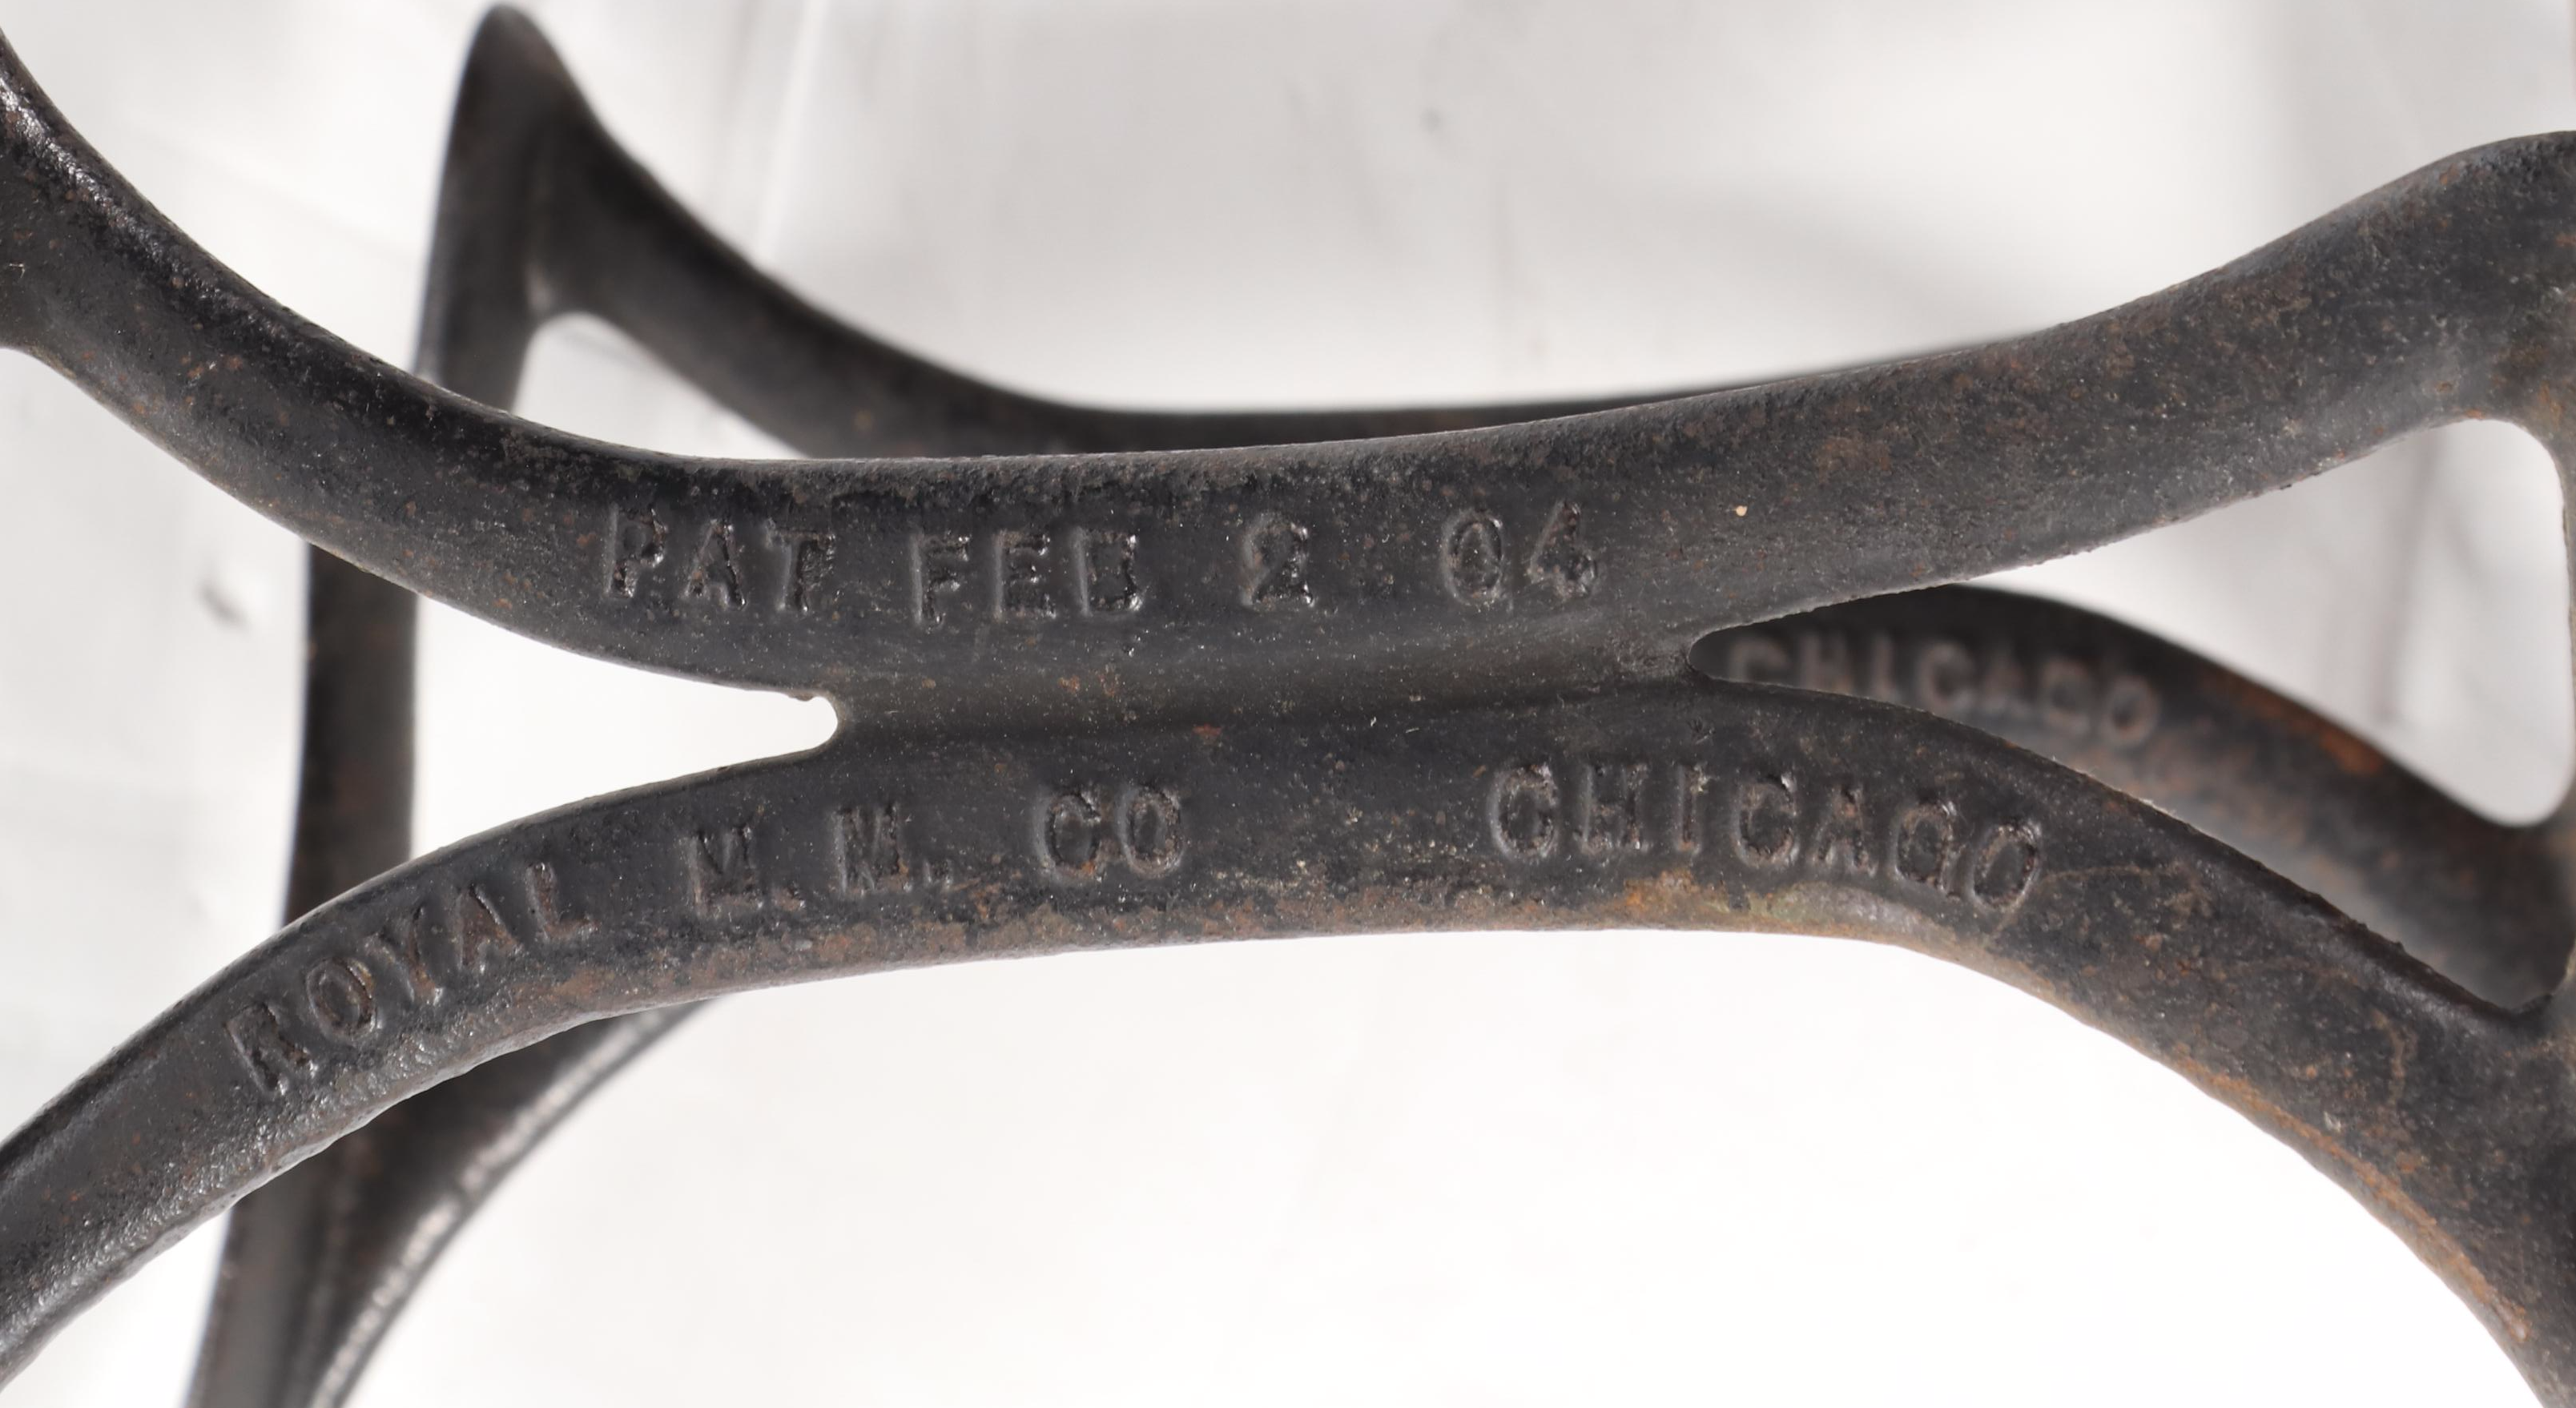 PAT FEB 2 04
CHICAGO
ROYAL M. M. CO CHICAGO